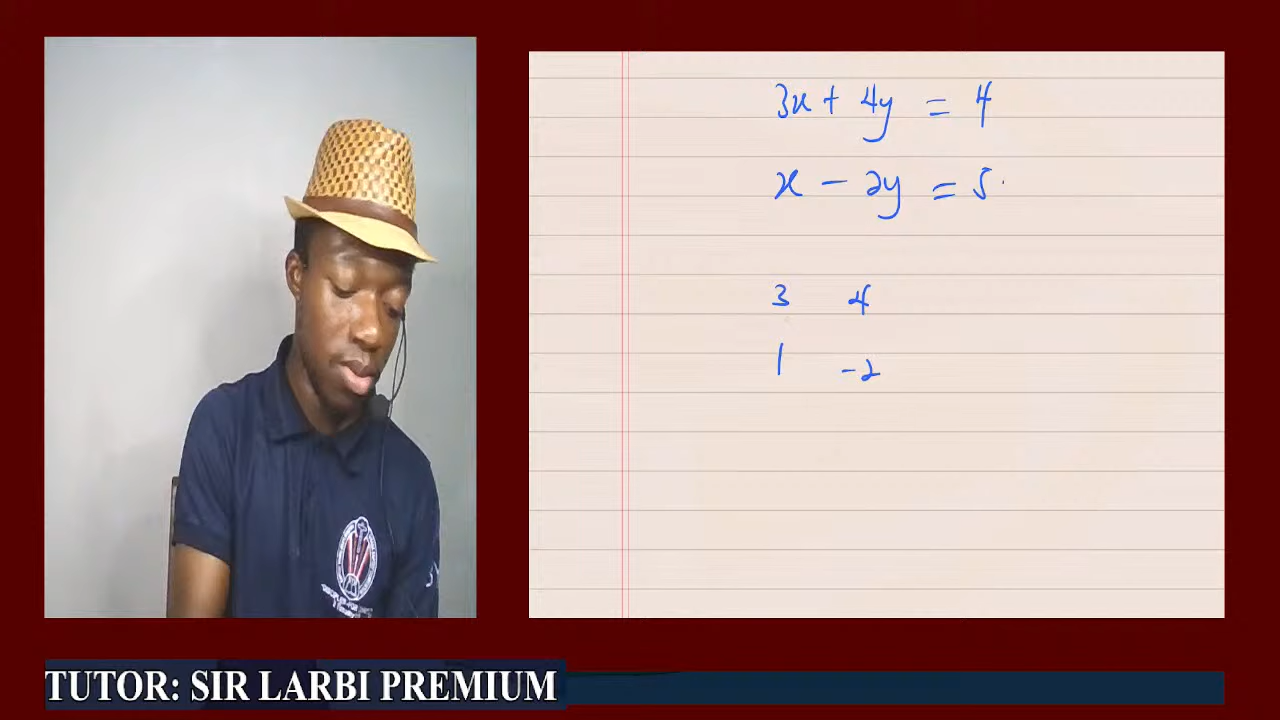 3x + 4y = 4
x - 2y = 5
3 4
1 -2
TUTOR: SIR LARBI PREMIUM